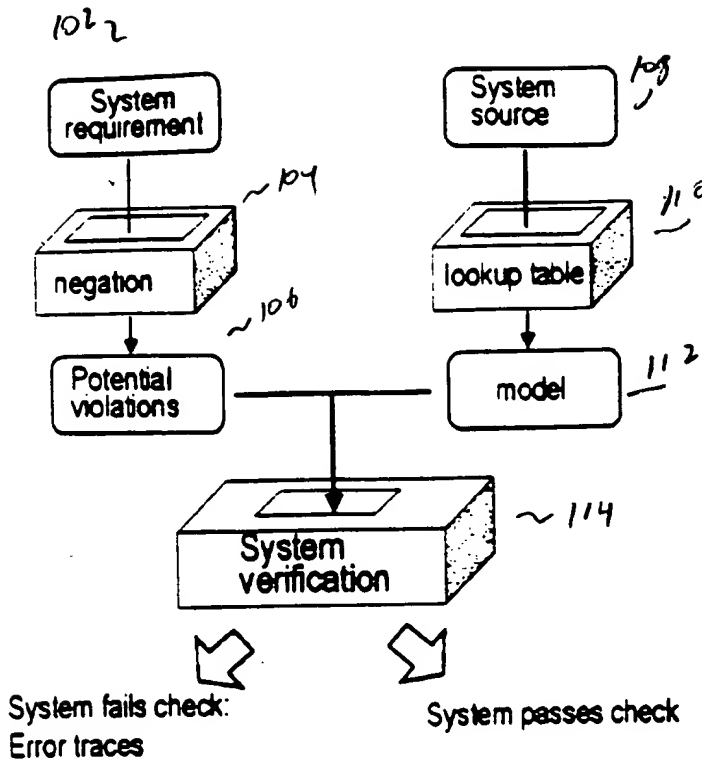 102
System
requirement
108
System
source
104
negation
110
lookup table
106
Potential
violations
112
model
114
System
verification
System fails check:
Error traces
System passes check